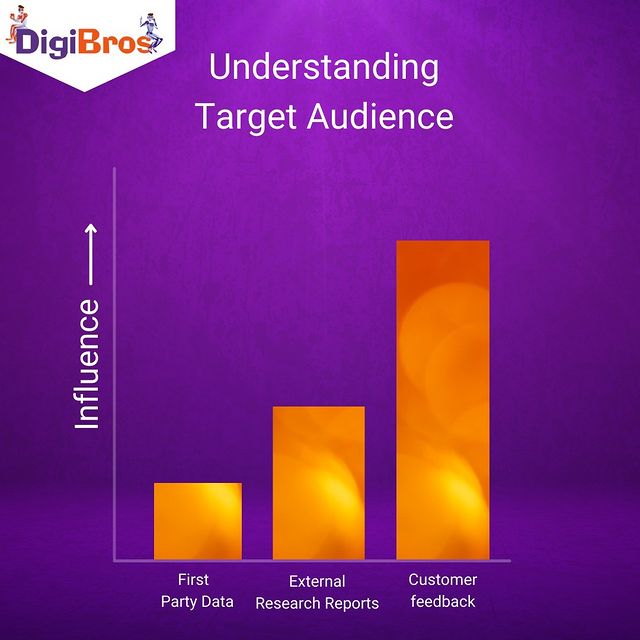 DigiBros
Understanding
Target Audience
Influence
First
Party Data
External
Research Reports
Customer
feedback